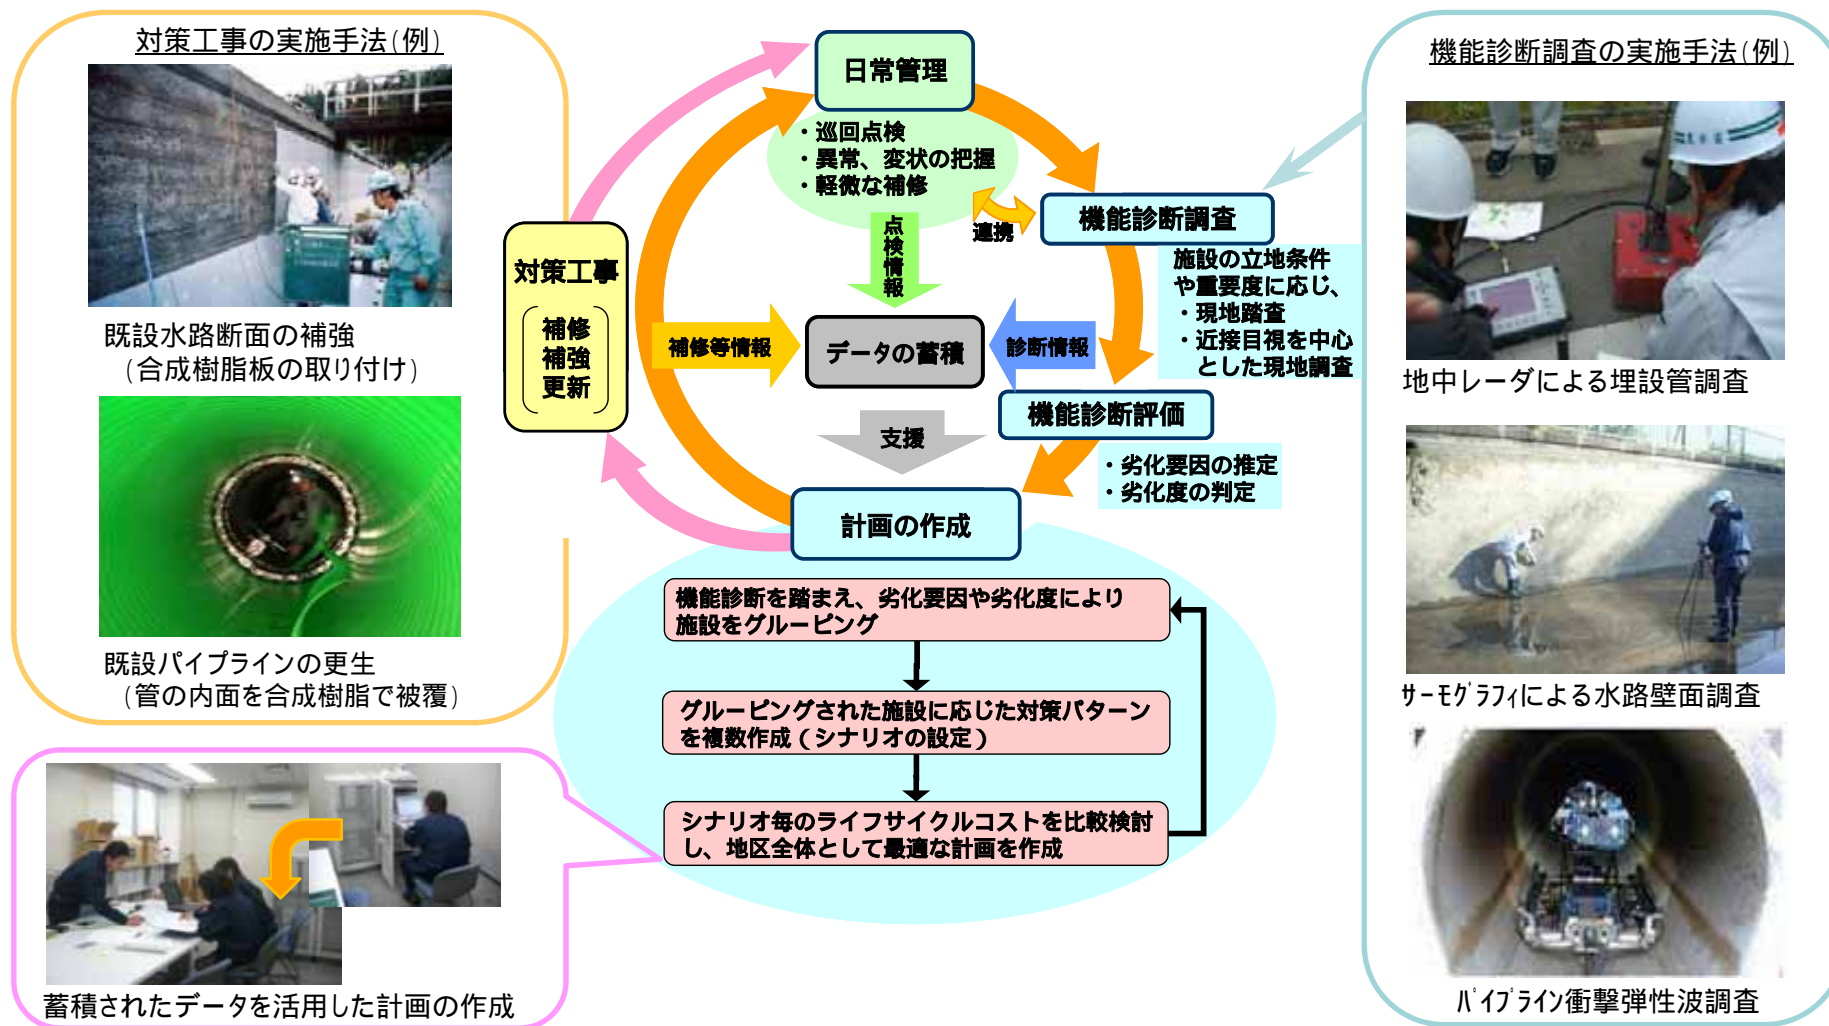 対策工事の実施手法(例)
既設水路断面の補強
(合成樹脂板の取り付け)
既設パイプラインの更生
(管の内面を合成樹脂で被覆)
蓄積されたデータを活用した計画の作成
対策工事
補修
補強
更新
日常管理
・巡回点検
・異常、変状の把握
・軽微な補修
点検情報
連携
機能診断調査
施設の立地条件
や重要度に応じ、
・現地踏査
・近接目視を中心
とした現地調査
補修等情報
データの蓄積
診断情報
機能診断評価
・劣化要因の推定
・劣化度の判定
支援
計画の作成
機能診断を踏まえ、劣化要因や劣化度により
施設をグルーピング
グルーピングされた施設に応じた対策パターン
を複数作成(シナリオの設定)
シナリオ毎のライフサイクルコストを比較検討
し、地区全体として最適な計画を作成
機能診断調査の実施手法(例)
地中レーダによる埋設管調査
ｻｰﾓｸﾞﾗﾌｨによる水路壁面調査
ﾊﾟｲﾌﾟﾗｲﾝ衝撃弾性波調査